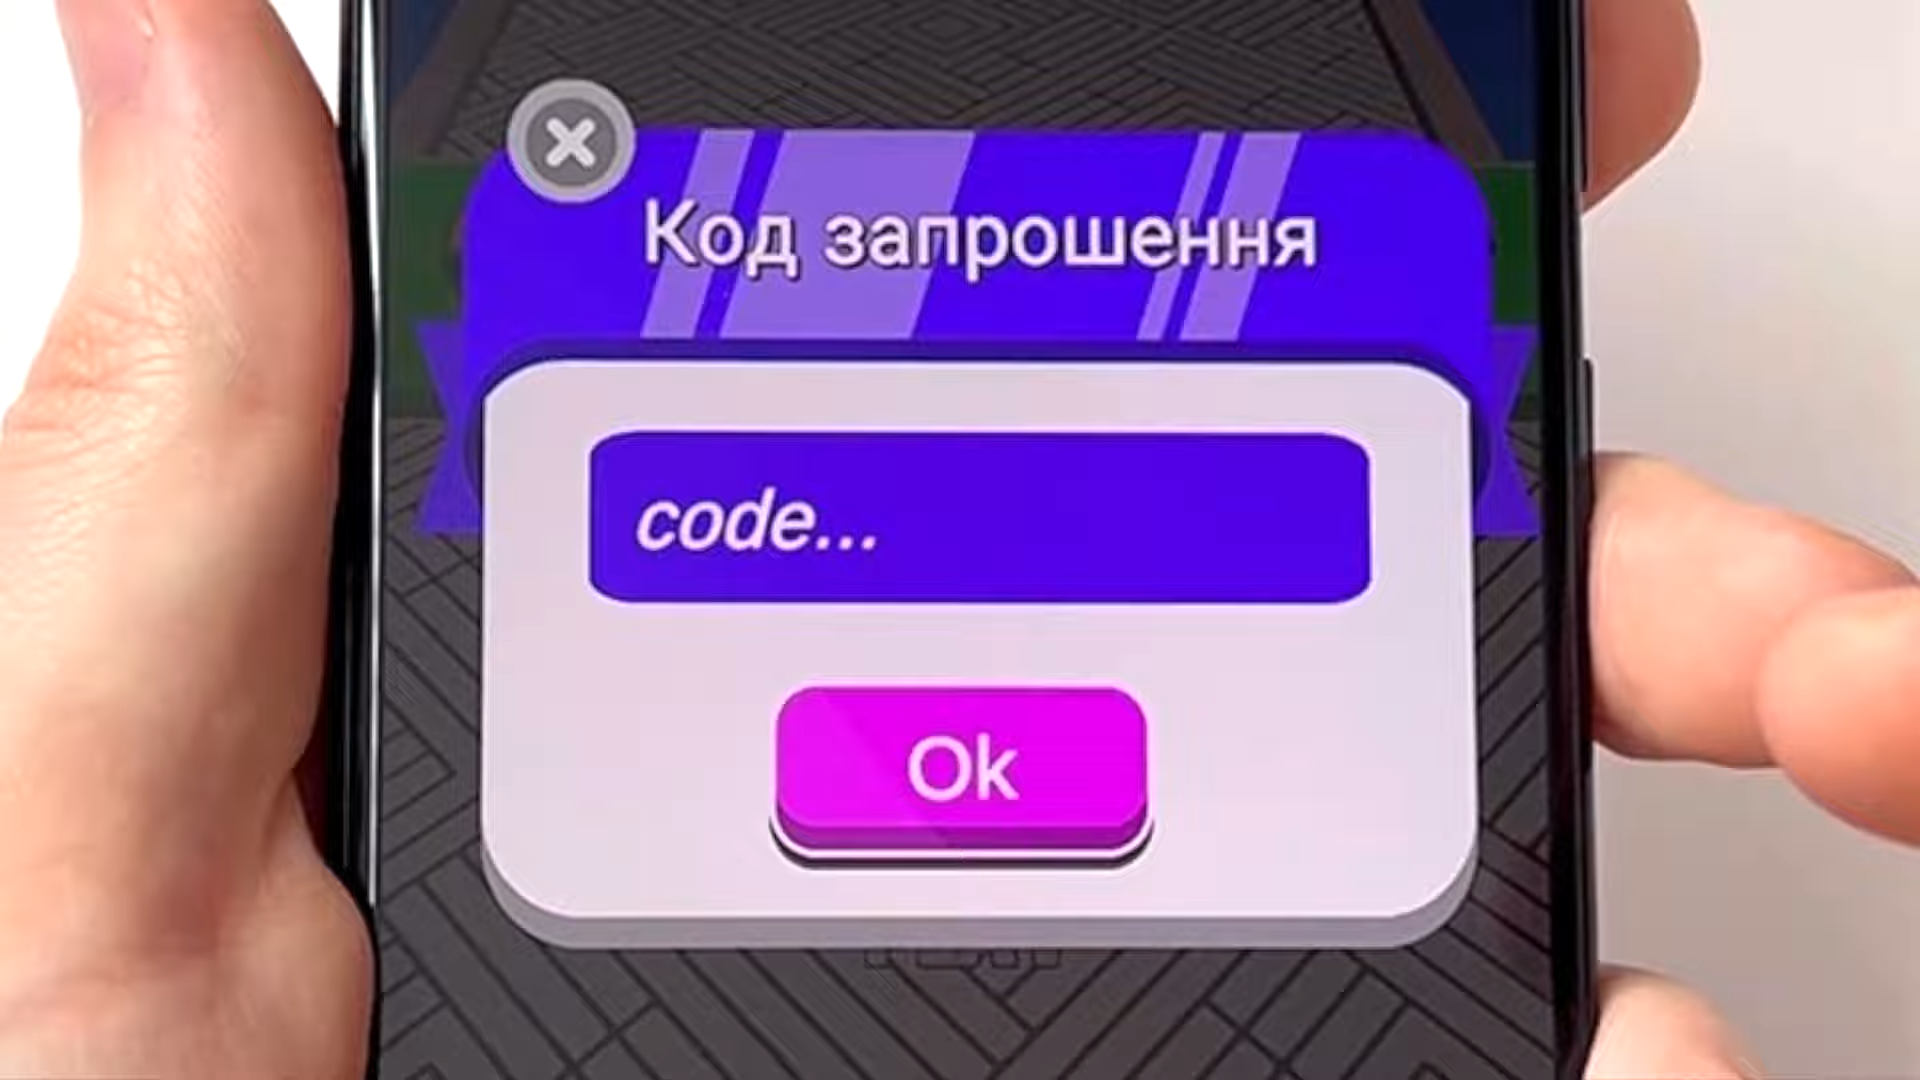 Код запрошення
code...
Ok